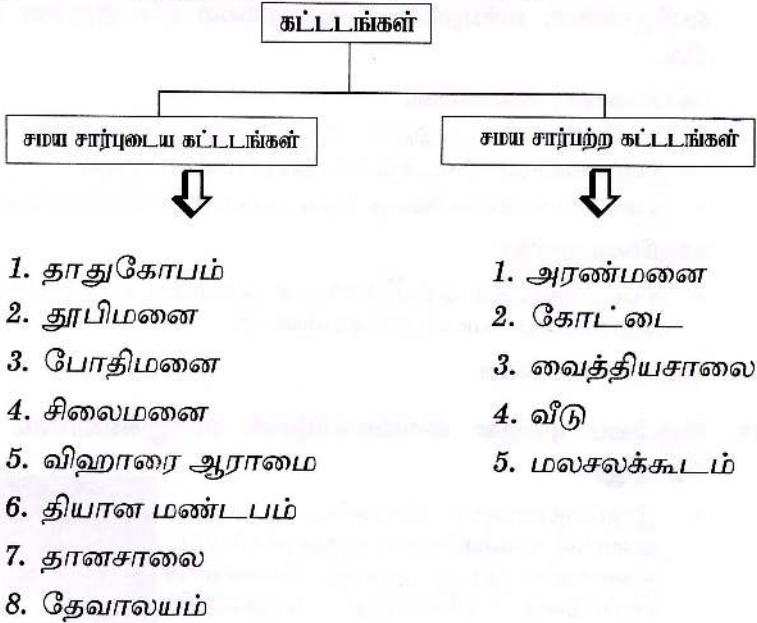 கட்டடங்கள்
சமய சார்புடைய கட்டடங்கள்
சமய சார்பற்ற கட்டடங்கள்
1. தாதுகோபம்
2. தூபிமனை
3. போதிமனை
4. சிலைமனை
5. விஹாரை ஆராமை
6. தியான மண்டபம்
7. தானசாலை
8. தேவாலயம்
1. அரண்மனை
2. கோட்டை
3. வைத்தியசாலை
4. வீடு
5. மலசலக்கூடம்